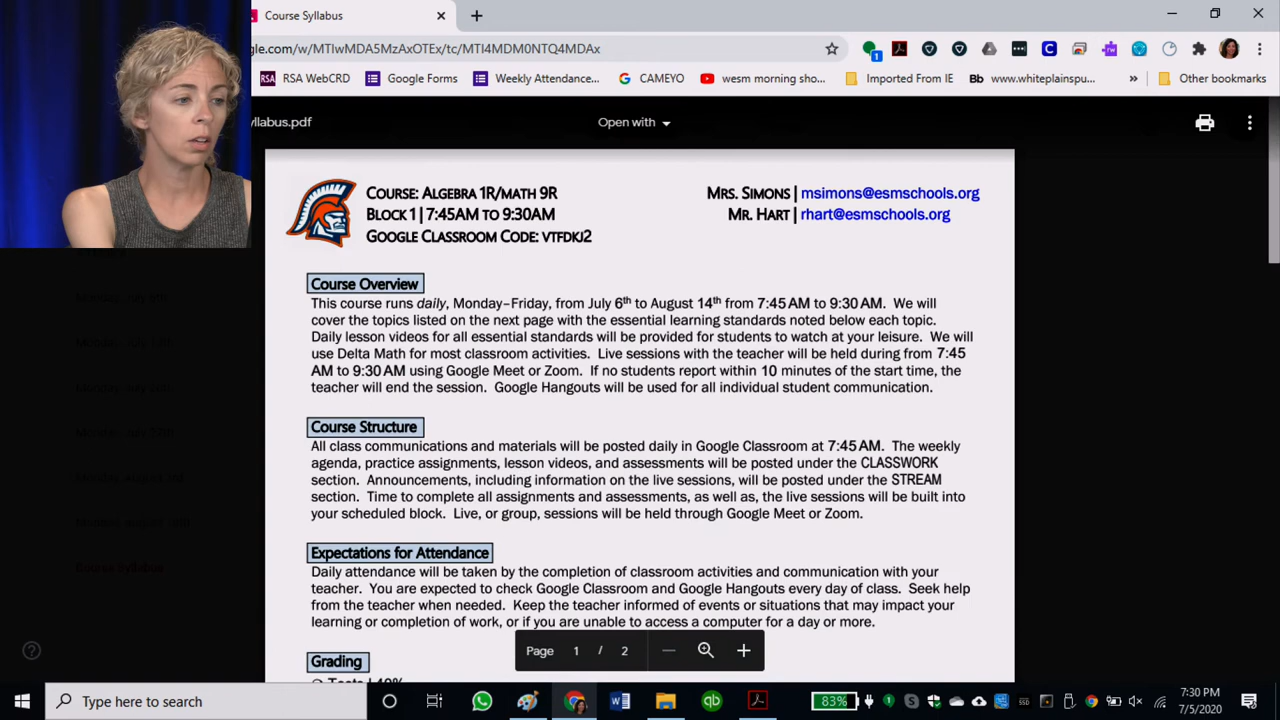 Course Syllabus
gle.com/w/MTIwMDA5MzAxOTEx/tc/MTI4MDM0NTQ4MDAx
RSA WebCRD
Google Forms
Weekly Attendance...
CAMEYO
wesm morning sho...
Imported From IE
Bb www.whiteplainspu...
»
Other bookmarks
yllabus.pdf
Open with
COURSE: ALGEBRA 1R/MATH 9R
BLOCK 1 | 7:45AM TO 9:30AM
GOOGLE CLASSROOM CODE: VTFDKJ2
MRS. SIMONS | msimons@esmschools.org
MR. HART | rhart@esmschools.org
Course Overview
This course runs daily, Monday–Friday, from July 6th to August 14th from 7:45 AM to 9:30 AM. We will
cover the topics listed on the next page with the essential learning standards noted below each topic.
Daily lesson videos for all essential standards will be provided for students to watch at your leisure. We will
use Delta Math for most classroom activities. Live sessions with the teacher will be held during from 7:45
AM to 9:30 AM using Google Meet or Zoom. If no students report within 10 minutes of the start time, the
teacher will end the session. Google Hangouts will be used for all individual student communication.
Course Structure
All class communications and materials will be posted daily in Google Classroom at 7:45 AM. The weekly
agenda, practice assignments, lesson videos, and assessments will be posted under the CLASSWORK
section. Announcements, including information on the live sessions, will be posted under the STREAM
section. Time to complete all assignments and assessments, as well as, the live sessions will be built into
your scheduled block. Live, or group, sessions will be held through Google Meet or Zoom.
Expectations for Attendance
Daily attendance will be taken by the completion of classroom activities and communication with your
teacher. You are expected to check Google Classroom and Google Hangouts every day of class. Seek help
from the teacher when needed. Keep the teacher informed of events or situations that may impact your
learning or completion of work, or if you are unable to access a computer for a day or more.
Grading
Tests | 40%
Page 1 / 2
Course Syllabus
Type here to search
83%
7:30 PM
7/5/2020